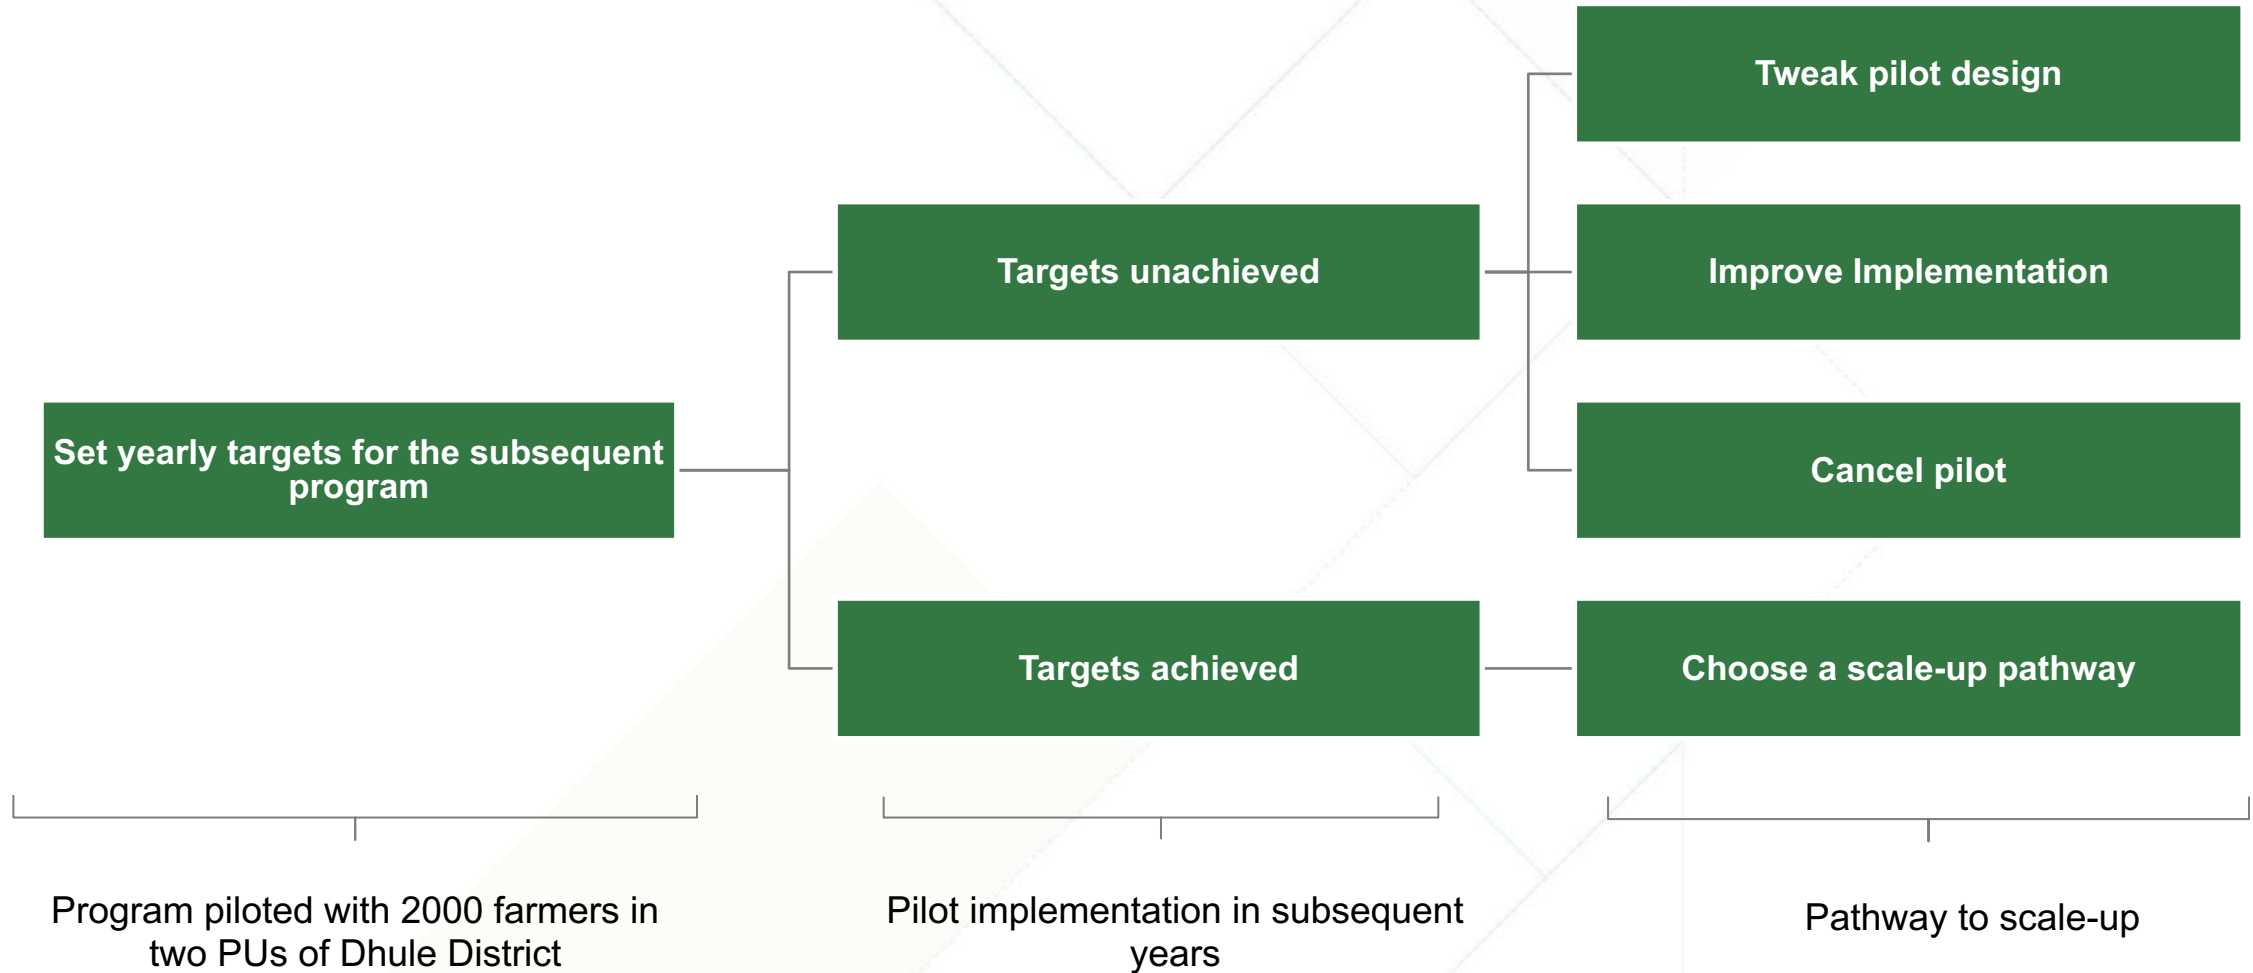 Tweak pilot design
Targets unachieved
Improve Implementation
Set yearly targets for the subsequent
program
Cancel pilot
Targets achieved
Choose a scale-up pathway
Program piloted with 2000 farmers in
two PUs of Dhule District
Pilot implementation in subsequent
years
Pathway to scale-up